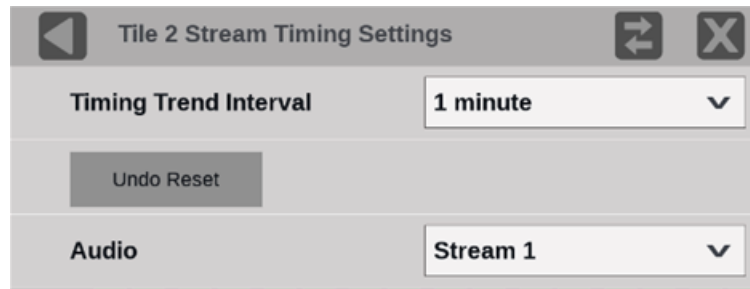 Tile 2 Stream Timing Settings
Timing Trend Interval 1 minute
Undo Reset
Audio Stream 1